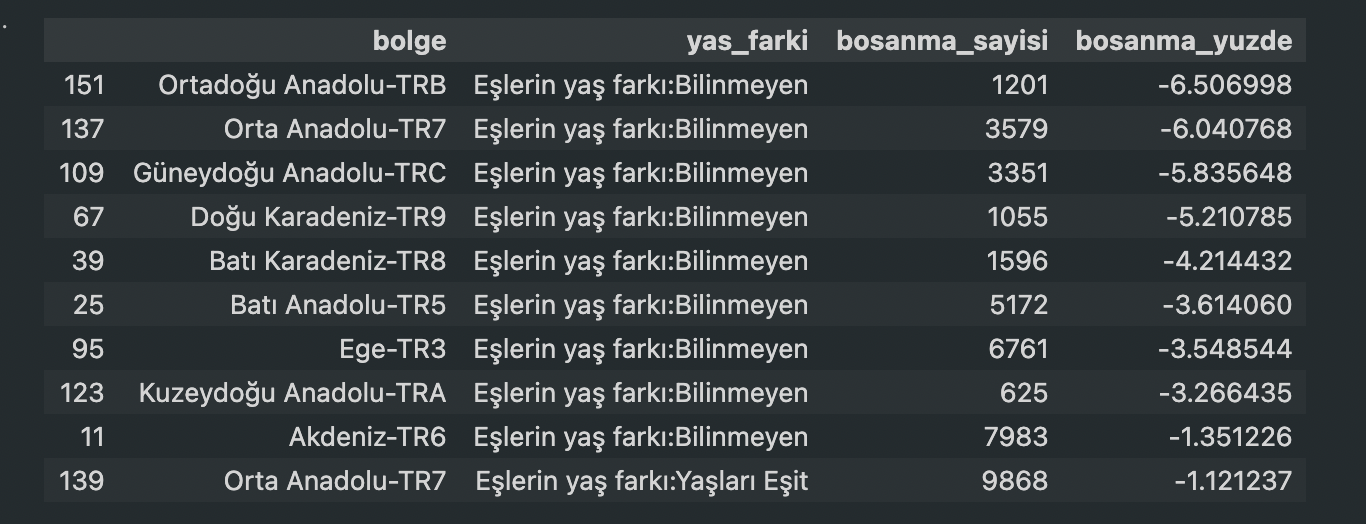 bolge yas_farki bosanma_sayisi bosanma_yuzde
151 Ortadoğu Anadolu-TRB Eşlerin yaş farkı:Bilinmeyen 1201 -6.506998
137 Orta Anadolu-TR7 Eşlerin yaş farkı:Bilinmeyen 3579 -6.040768
109 Güneydoğu Anadolu-TRC Eşlerin yaş farkı:Bilinmeyen 3351 -5.835648
67 Doğu Karadeniz-TR9 Eşlerin yaş farkı:Bilinmeyen 1055 -5.210785
39 Batı Karadeniz-TR8 Eşlerin yaş farkı:Bilinmeyen 1596 -4.214432
25 Batı Anadolu-TR5 Eşlerin yaş farkı:Bilinmeyen 5172 -3.614060
95 Ege-TR3 Eşlerin yaş farkı:Bilinmeyen 6761 -3.548544
123 Kuzeydoğu Anadolu-TRA Eşlerin yaş farkı:Bilinmeyen 625 -3.266435
11 Akdeniz-TR6 Eşlerin yaş farkı:Bilinmeyen 7983 -1.351226
139 Orta Anadolu-TR7 Eşlerin yaş farkı:Yaşları Eşit 9868 -1.121237